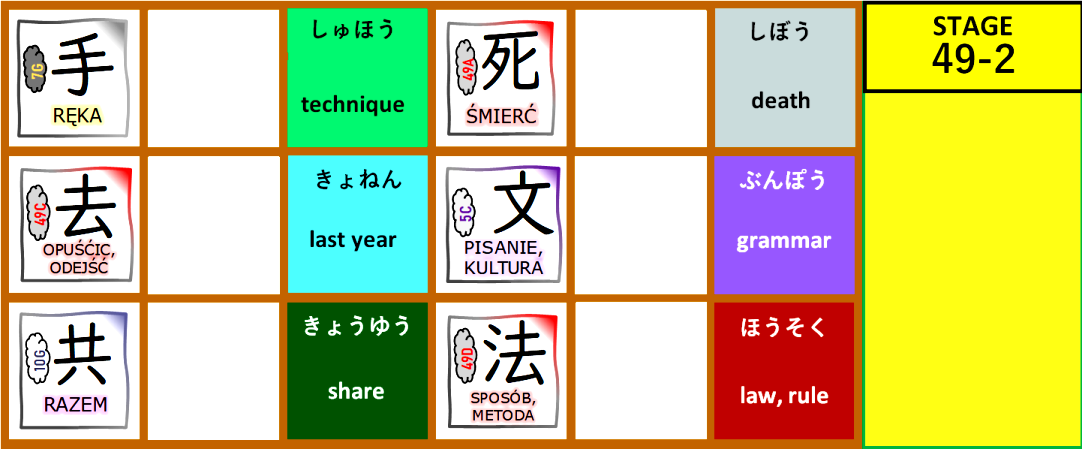 7G
手
RĘKA
しゅほう
technique
49A
死
ŚMIERĆ
しぼう
death
STAGE
49-2
49C
去
OPUŚĆIC,
ODEJŚĆ
きょねん
last year
5C
文
PISANIE,
KULTURA
ぶんぽう
grammar
10G
共
RAZEM
きょうゆう
share
49D
法
SPOSÓB,
METODA
ほうそく
law, rule